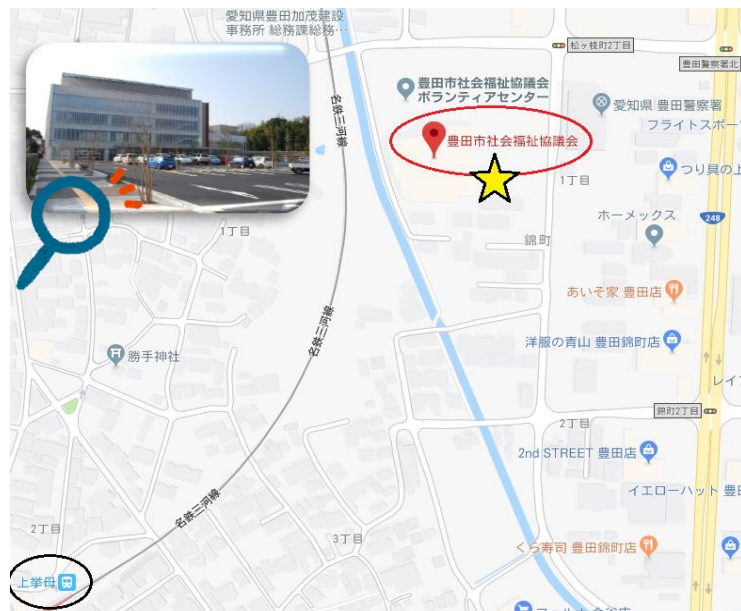 愛知県豊田加茂建設
事務所 総務課総務…
松ヶ枝町2丁目
豊田警察署北
豊田市社会福祉協議会
ボランティアセンター
愛知県 豊田警察署
フライトスポー
豊田市社会福祉協議会
つり具の上
1丁目
248
ホーメックス
1丁目
錦町
名鉄三河線
あいそ家 豊田店
洋服の青山 豊田錦町店
名鉄三河線
勝手神社
レイ
錦町2丁目
2丁目
2nd STREET 豊田店
イエローハット 豊田
名鉄三河線
2丁目
3丁目
くら寿司 豊田錦町店
上挙母